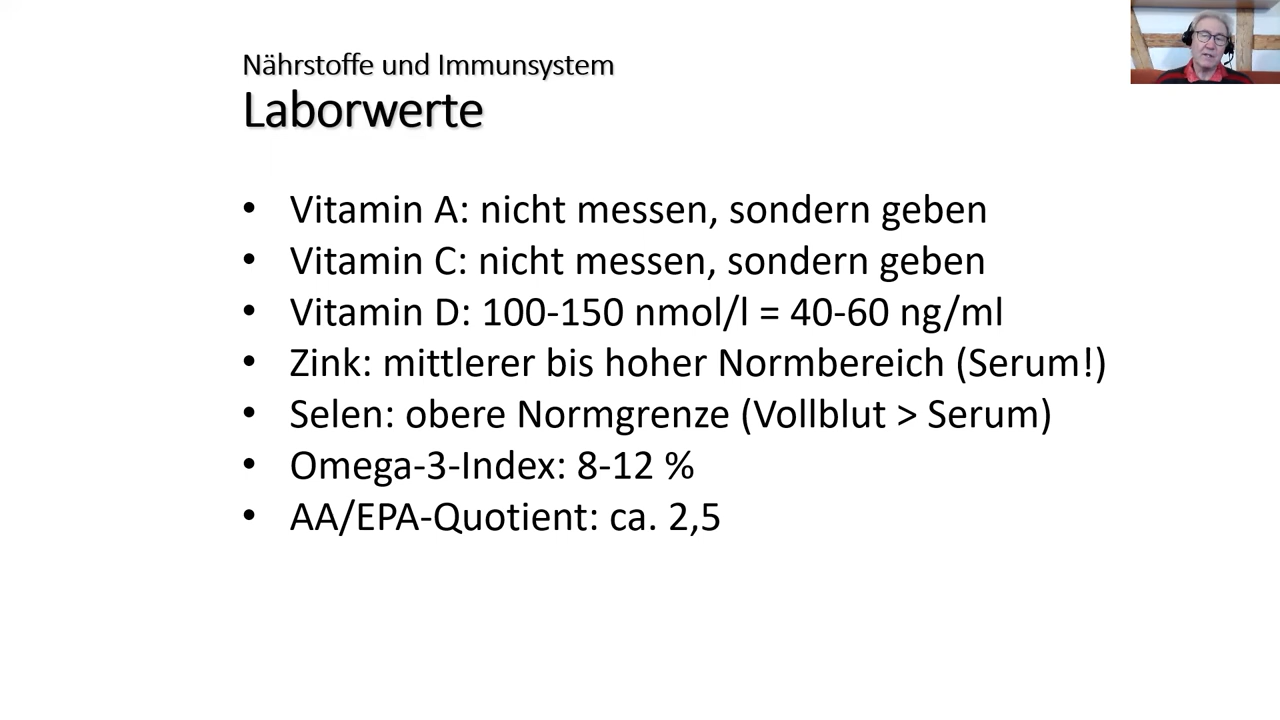 Nährstoffe und Immunsystem
Laborwerte
• Vitamin A: nicht messen, sondern geben
• Vitamin C: nicht messen, sondern geben
• Vitamin D: 100-150 nmol/l = 40-60 ng/ml
• Zink: mittlerer bis hoher Normbereich (Serum!)
• Selen: obere Normgrenze (Vollblut > Serum)
• Omega-3-Index: 8-12 %
• AA/EPA-Quotient: ca. 2,5